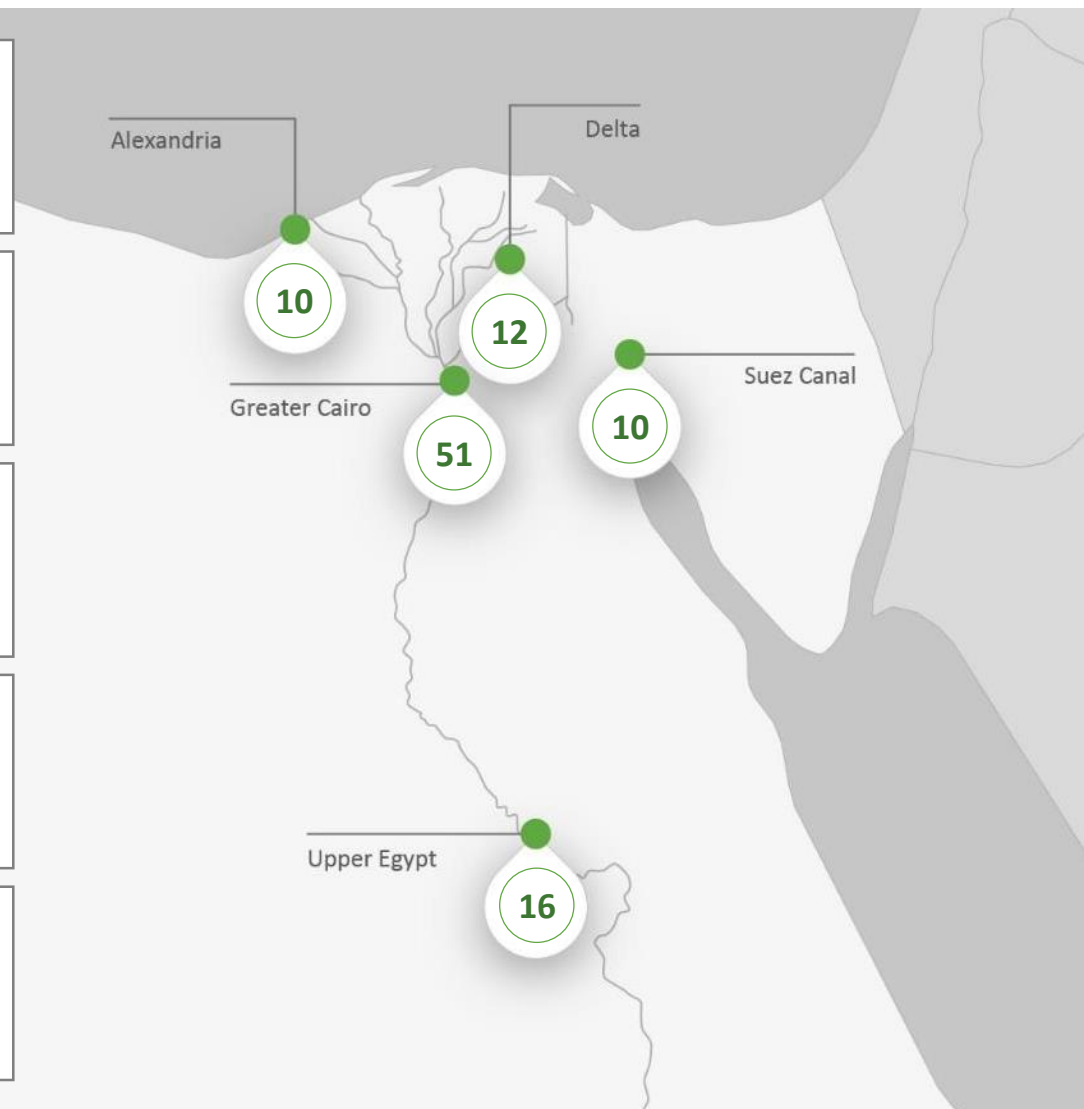 Alexandria
Delta
10
12
Suez Canal
Greater Cairo
10
51
Upper Egypt
16